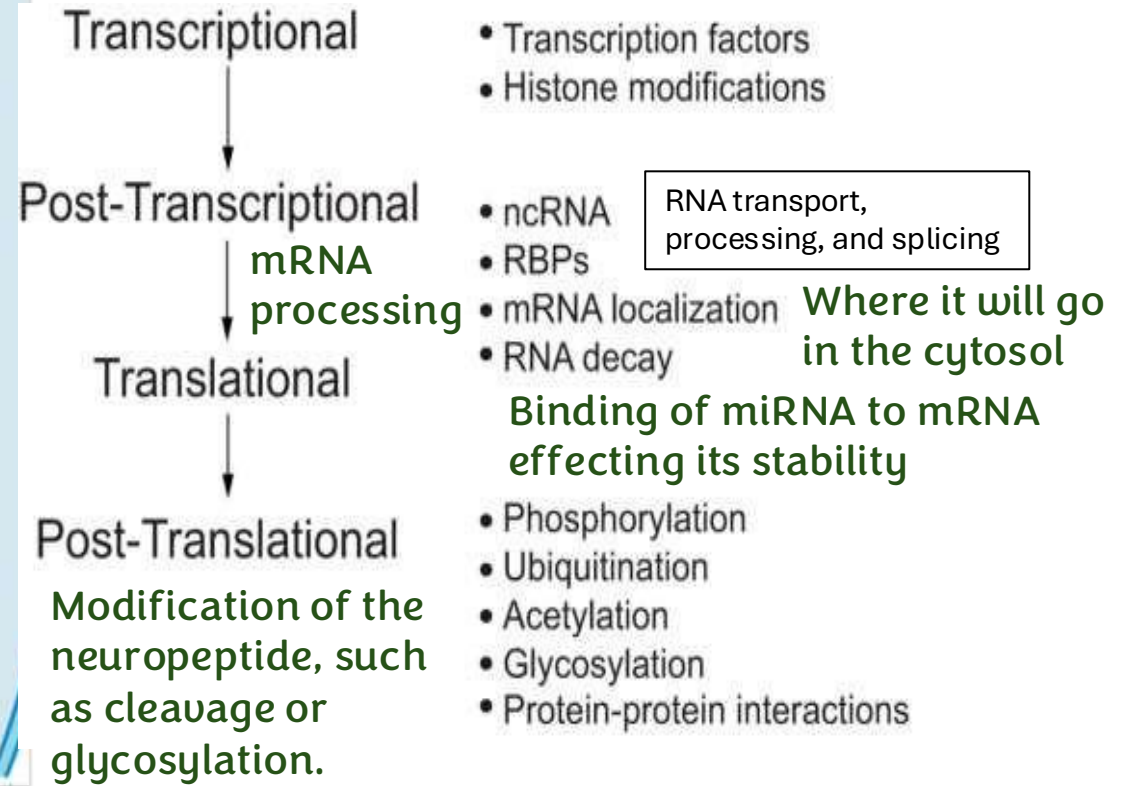 Transcriptional
• Transcription factors
• Histone modifications
Post-Transcriptional
mRNA
processing
• ncRNA
• RBPs
• mRNA localization
• RNA decay
RNA transport,
processing, and splicing
Where it will go
in the cytosol
Translational
Binding of miRNA to mRNA
effecting its stability
Post-Translational
Modification of the
neuropeptide, such
as cleavage or
glycosylation.
• Phosphorylation
• Ubiquitination
• Acetylation
• Glycosylation
• Protein-protein interactions